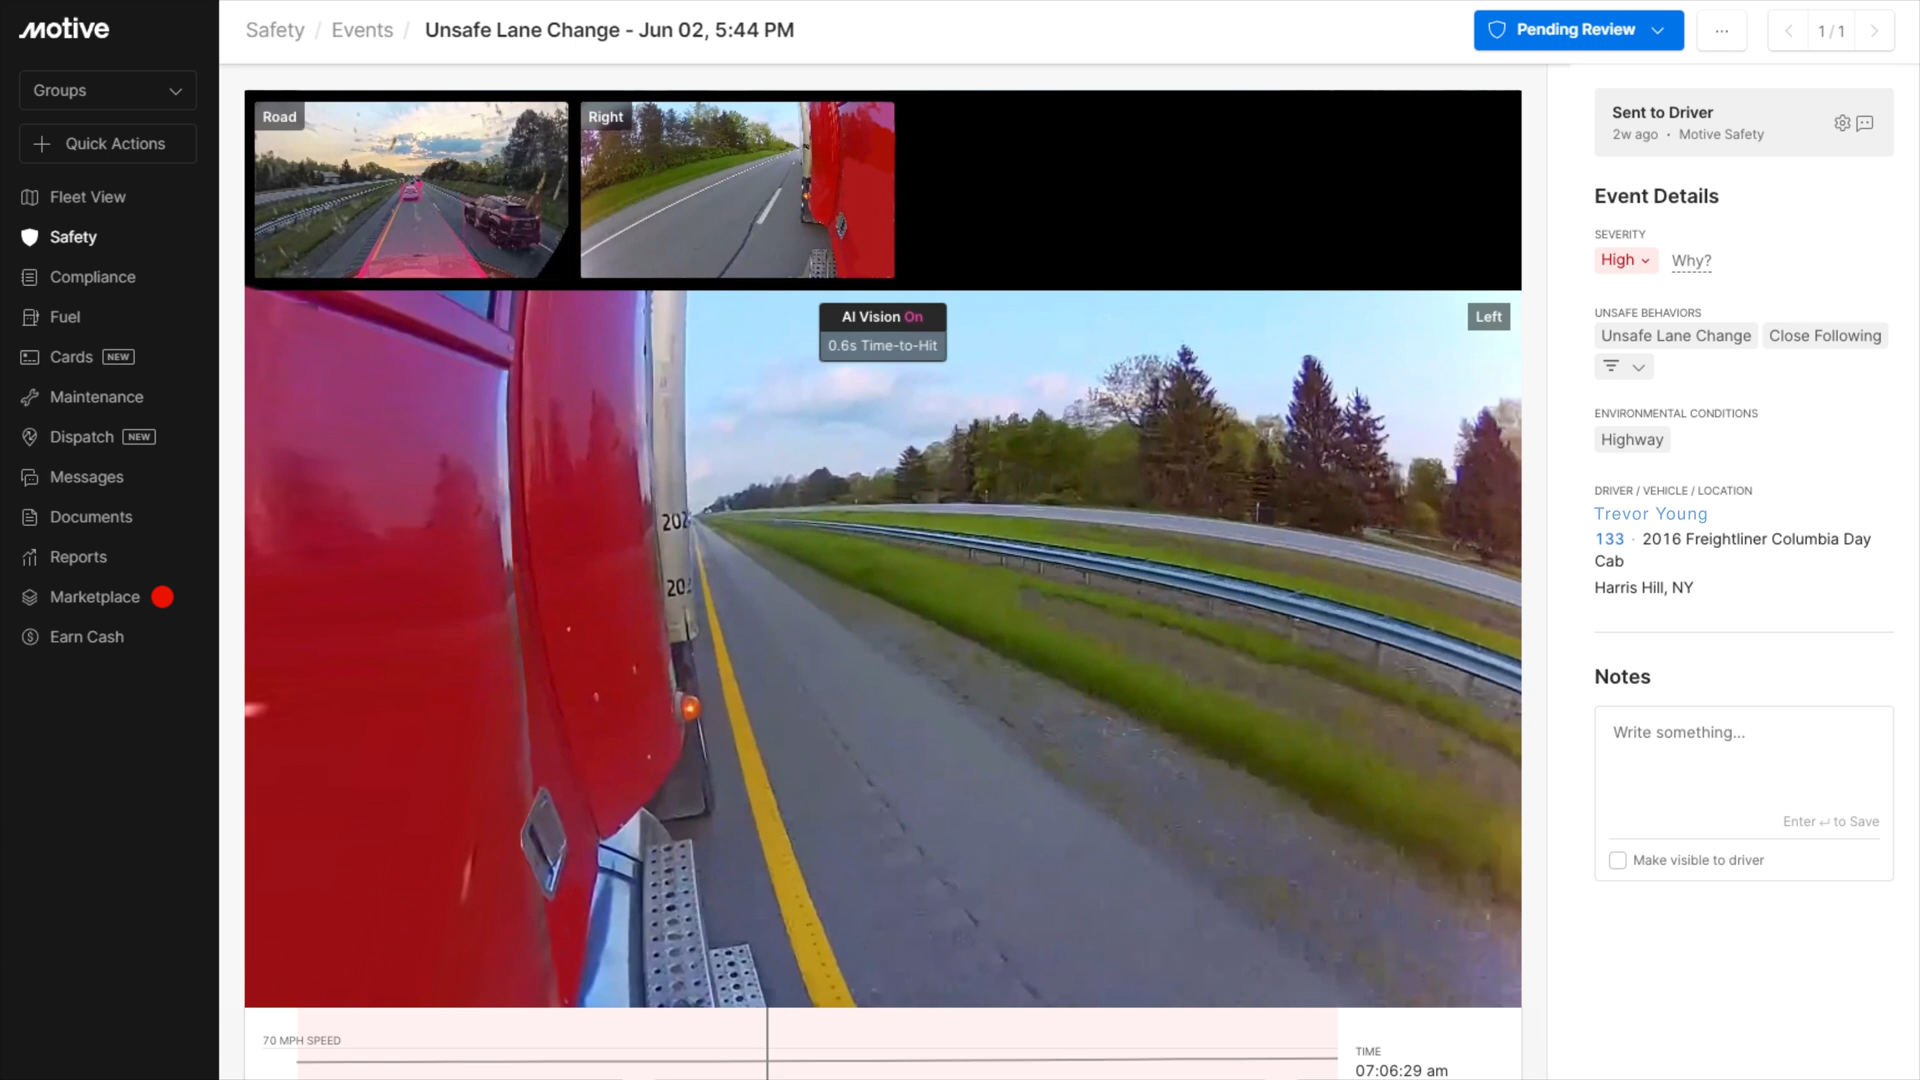 motive
Groups
Quick Actions
Fleet View
Safety
Compliance
Fuel
Cards NEW
Maintenance
Dispatch NEW
Messages
Documents
Reports
Marketplace
Earn Cash
Safety / Events / Unsafe Lane Change - Jun 02, 5:44 PM
Pending Review
...
1 / 1
Road
Right
AI Vision On
0.6s Time-to-Hit
Left
70 MPH SPEED
TIME
07:06:29 am
Sent to Driver
2w ago • Motive Safety
Event Details
SEVERITY
High Why?
UNSAFE BEHAVIORS
Unsafe Lane Change Close Following
ENVIRONMENTAL CONDITIONS
Highway
DRIVER / VEHICLE / LOCATION
Trevor Young
133 · 2016 Freightliner Columbia Day
Cab
Harris Hill, NY
Notes
Write something...
Enter ↵ to Save
Make visible to driver